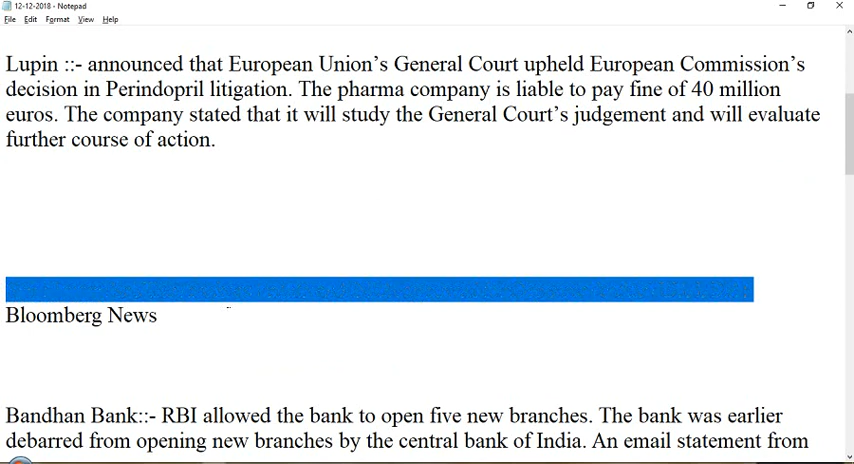 12-12-2018 - Notepad
File Edit Format View Help
Lupin ::- announced that European Union’s General Court upheld European Commission’s
decision in Perindopril litigation. The pharma company is liable to pay fine of 40 million
euros. The company stated that it will study the General Court’s judgement and will evaluate
further course of action.
Bloomberg News
Bandhan Bank::- RBI allowed the bank to open five new branches. The bank was earlier
debarred from opening new branches by the central bank of India. An email statement from